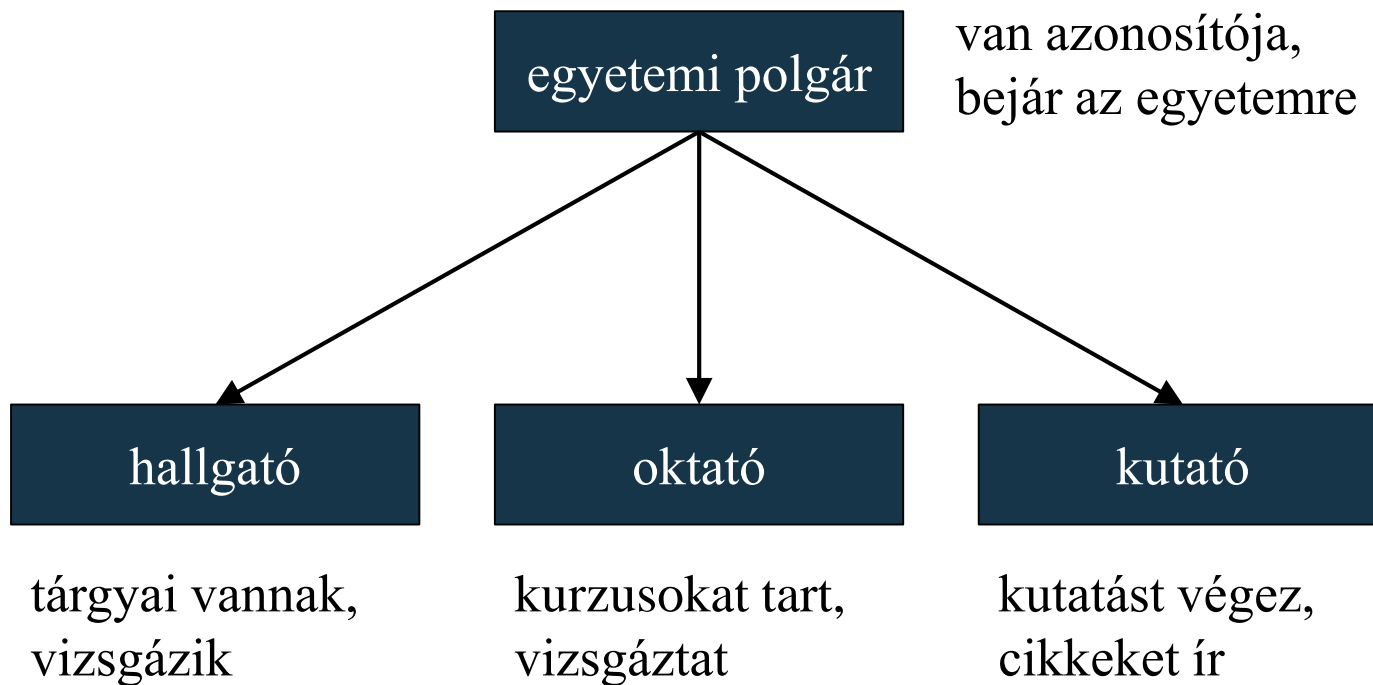 egyetemi polgár
van azonosítója,
bejár az egyetemre
hallgató
oktató
kutató
tárgyai vannak,
vizsgázik
kurzusokat tart,
vizsgáztat
kutatást végez,
cikkeket ír